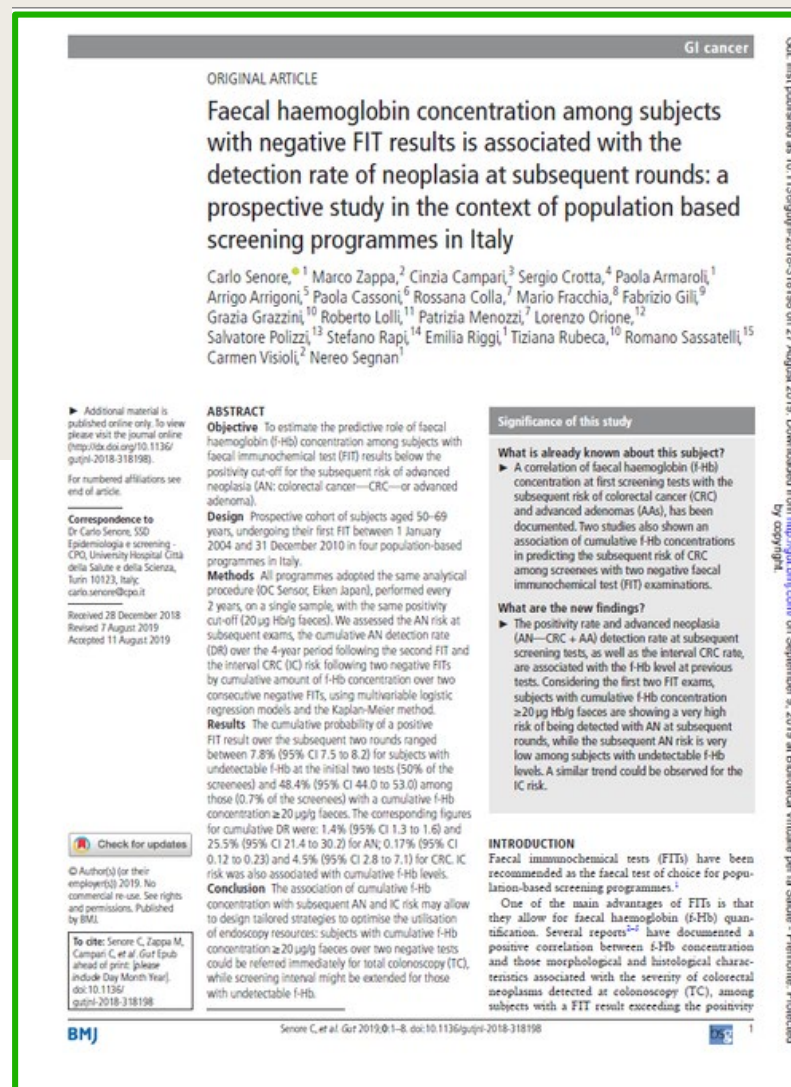 GI cancer
ORIGINAL ARTICLE
Faecal haemoglobin concentration among subjects
with negative FIT results is associated with the
detection rate of neoplasia at subsequent rounds: a
prospective study in the context of population based
screening programmes in Italy
Carlo Senore, 1 Marco Zappa,2 Cinzia Campari,3 Sergio Crotta,4 Paola Armaroli,1
Arrigo Arrigoni,5 Paola Cassoni,6 Rossana Colla,7 Mario Fracchia,8 Fabrizio Gili,9
Grazia Grazzini,10 Roberto Lolli,11 Patrizia Menozzi,7 Lorenzo Orione,12
Salvatore Polizzi,13 Stefano Rapi,14 Emilia Riggi,1 Tiziana Rubeca,10 Romano Sassatelli,15
Carmen Visioli,2 Nereo Segnan1
► Additional material is
published online only. To view
please visit the journal online
(http://dx.doi.org/10.1136/
gutjnl-2018-318198).
For numbered affiliations see
end of article.
Correspondence to
Dr Carlo Senore, SSD
Epidemiologia e screening -
CPO, University Hospital Città
della Salute e della Scienza,
Turin 10123, Italy;
carlo.senore@cpo.it
Received 28 December 2018
Revised 7 August 2019
Accepted 11 August 2019
Check for updates
© Author(s) (or their
employer(s)) 2019. No
commercial re-use. See rights
and permissions. Published
by BMJ.
To cite: Senore C, Zappa M,
Campari C, et al. Gut Epub
ahead of print: [please
include Day Month Year].
doi:10.1136/
gutjnl-2018-318198
ABSTRACT
Objective To estimate the predictive role of faecal
haemoglobin (f-Hb) concentration among subjects with
faecal immunochemical test (FIT) results below the
positivity cut-off for the subsequent risk of advanced
neoplasia (AN: colorectal cancer—CRC—or advanced
adenoma).
Design Prospective cohort of subjects aged 50–69
years, undergoing their first FIT between 1 January
2004 and 31 December 2010 in four population-based
programmes in Italy.
Methods All programmes adopted the same analytical
procedure (OC Sensor, Eiken Japan), performed every
2 years, on a single sample, with the same positivity
cut-off (20 µg Hb/g faeces). We assessed the AN risk at
subsequent exams, the cumulative AN detection rate
(DR) over the 4-year period following the second FIT and
the interval CRC (IC) risk following two negative FITs
by cumulative amount of f-Hb concentration over two
consecutive negative FITs, using multivariable logistic
regression models and the Kaplan-Meier method.
Results The cumulative probability of a positive
FIT result over the subsequent two rounds ranged
between 7.8% (95% CI 7.5 to 8.2) for subjects with
undetectable f-Hb at the initial two tests (50% of the
screenees) and 48.4% (95% CI 44.0 to 53.0) among
those (0.7% of the screenees) with a cumulative f-Hb
concentration ≥20 µg/g faeces. The corresponding figures
for cumulative DR were: 1.4% (95% CI 1.3 to 1.6) and
25.5% (95% CI 21.4 to 30.2) for AN; 0.17% (95% CI
0.12 to 0.23) and 4.5% (95% CI 2.8 to 7.1) for CRC. IC
risk was also associated with cumulative f-Hb levels.
Conclusion The association of cumulative f-Hb
concentration with subsequent AN and IC risk may allow
to design tailored strategies to optimise the utilisation
of endoscopy resources: subjects with cumulative f-Hb
concentration ≥20 µg/g faeces over two negative tests
could be referred immediately for total colonoscopy (TC),
while screening interval might be extended for those
with undetectable f-Hb.
Significance of this study
What is already known about this subject?
► A correlation of faecal haemoglobin (f-Hb)
concentration at first screening tests with the
subsequent risk of colorectal cancer (CRC)
and advanced adenomas (AAs), has been
documented. Two studies also shown an
association of cumulative f-Hb concentrations
in predicting the subsequent risk of CRC
among screenees with two negative faecal
immunochemical test (FIT) examinations.
What are the new findings?
► The positivity rate and advanced neoplasia
(AN—CRC + AA) detection rate at subsequent
screening tests, as well as the interval CRC rate,
are associated with the f-Hb level at previous
tests. Considering the first two FIT exams,
subjects with cumulative f-Hb concentration
≥20 µg Hb/g faeces are showing a very high
risk of being detected with AN at subsequent
rounds, while the subsequent AN risk is very
low among subjects with undetectable f-Hb
levels. A similar trend could be observed for the
IC risk.
INTRODUCTION
Faecal immunochemical tests (FITs) have been
recommended as the faecal test of choice for popu-
lation-based screening programmes.1
One of the main advantages of FITs is that
they allow for faecal haemoglobin (f-Hb) quan-
tification. Several reports2–5 have documented a
positive correlation between f-Hb concentration
and those morphological and histological charac-
teristics associated with the severity of colorectal
neoplasms detected at colonoscopy (TC), among
subjects with a FIT result exceeding the positivity
BMJ
Senore C, et al. Gut 2019;0:1–8. doi:10.1136/gutjnl-2018-318198
bsg
1
by copyright.